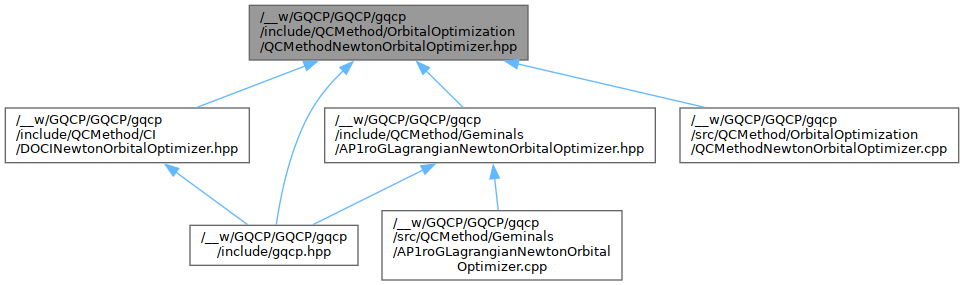 /__w/GQCP/GQCP/gqcp
/include/QCMethod/OrbitalOptimization
/QCMethodNewtonOrbitalOptimizer.hpp
/__w/GQCP/GQCP/gqcp
/include/QCMethod/CI
/DOCINewtonOrbitalOptimizer.hpp
/__w/GQCP/GQCP/gqcp
/include/QCMethod/Geminals
/AP1roGLagrangianNewtonOrbitalOptimizer.hpp
/__w/GQCP/GQCP/gqcp
/src/QCMethod/OrbitalOptimization
/QCMethodNewtonOrbitalOptimizer.cpp
/__w/GQCP/GQCP/gqcp
/include/gqcp.hpp
/__w/GQCP/GQCP/gqcp
/src/QCMethod/Geminals
/AP1roGLagrangianNewtonOrbital
Optimizer.cpp